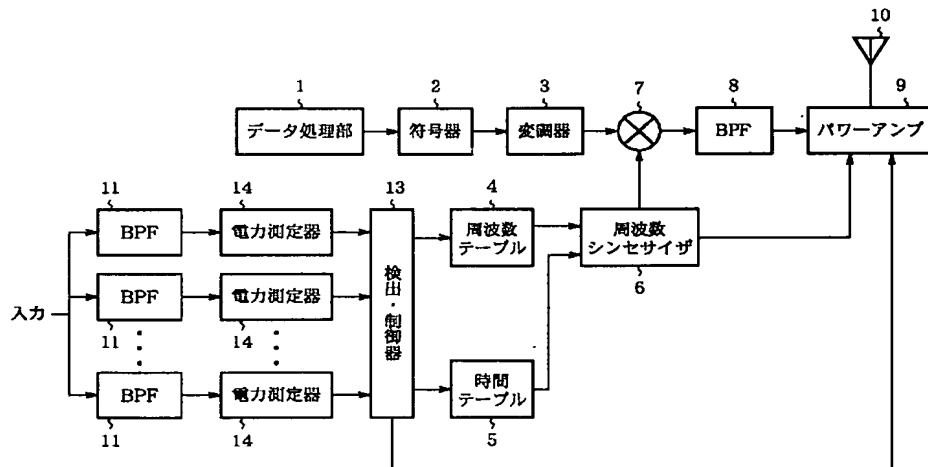 10
1
2
3
7
8
9
データ処理部
符号器
変調器
BPF
パワーアンプ
11
14
13
4
BPF
電力測定器
周波数
テーブル
周波数
シンセサイザ
6
入力
BPF
電力測定器
検出・制御器
11
14
BPF
電力測定器
時間
テーブル
11
14
5